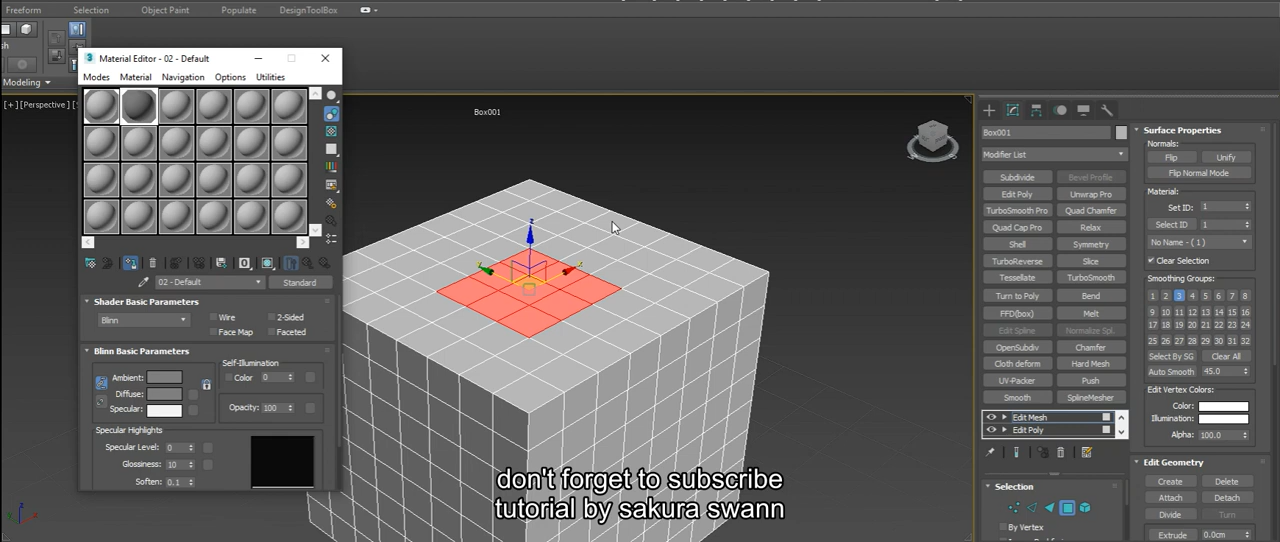 Freeform Selection Object Paint Populate DesignToolBox
Modeling
Material Editor - 02 - Default
Modes Material Navigation Options Utilities
02 - Default Standard
Shader Basic Parameters
Blinn Wire 2-Sided
Face Map Faceted
Blinn Basic Parameters
Self-Illumination
Ambient: Color 0
Diffuse:
Specular: Opacity: 100
Specular Highlights
Specular Level: 0
Glossiness: 10
Soften: 0.1
[+] [Perspective] [S
Box001
z
don't forget to subscribe
tutorial by sakura swann
Box001
Modifier List
Subdivide Bevel Profile
Edit Poly Unwrap Pro
TurboSmooth Pro Quad Chamfer
Quad Cap Pro Relax
Shell Symmetry
TurboReverse Slice
Tessellate TurboSmooth
Turn to Poly Bend
FFD(box) Melt
Edit Spline Normalize Spl.
OpenSubdiv Chamfer
Cloth deform Hard Mesh
UV-Packer Push
Smooth SplineMesher
Edit Mesh
Edit Poly
Selection
By Vertex
Surface Properties
Normals:
Flip Unify
Flip Normal Mode
Material:
Set ID: 1
Select ID 1
No Name - ( 1 )
Clear Selection
Smoothing Groups:
1 2 3 4 5 6 7 8
9 10 11 12 13 14 15 16
17 18 19 20 21 22 23 24
25 26 27 28 29 30 31 32
Select By SG Clear All
Auto Smooth 45.0
Edit Vertex Colors:
Color:
Illumination:
Alpha: 100.0
Edit Geometry
Create Delete
Attach Detach
Divide Turn
Extrude 0.0cm